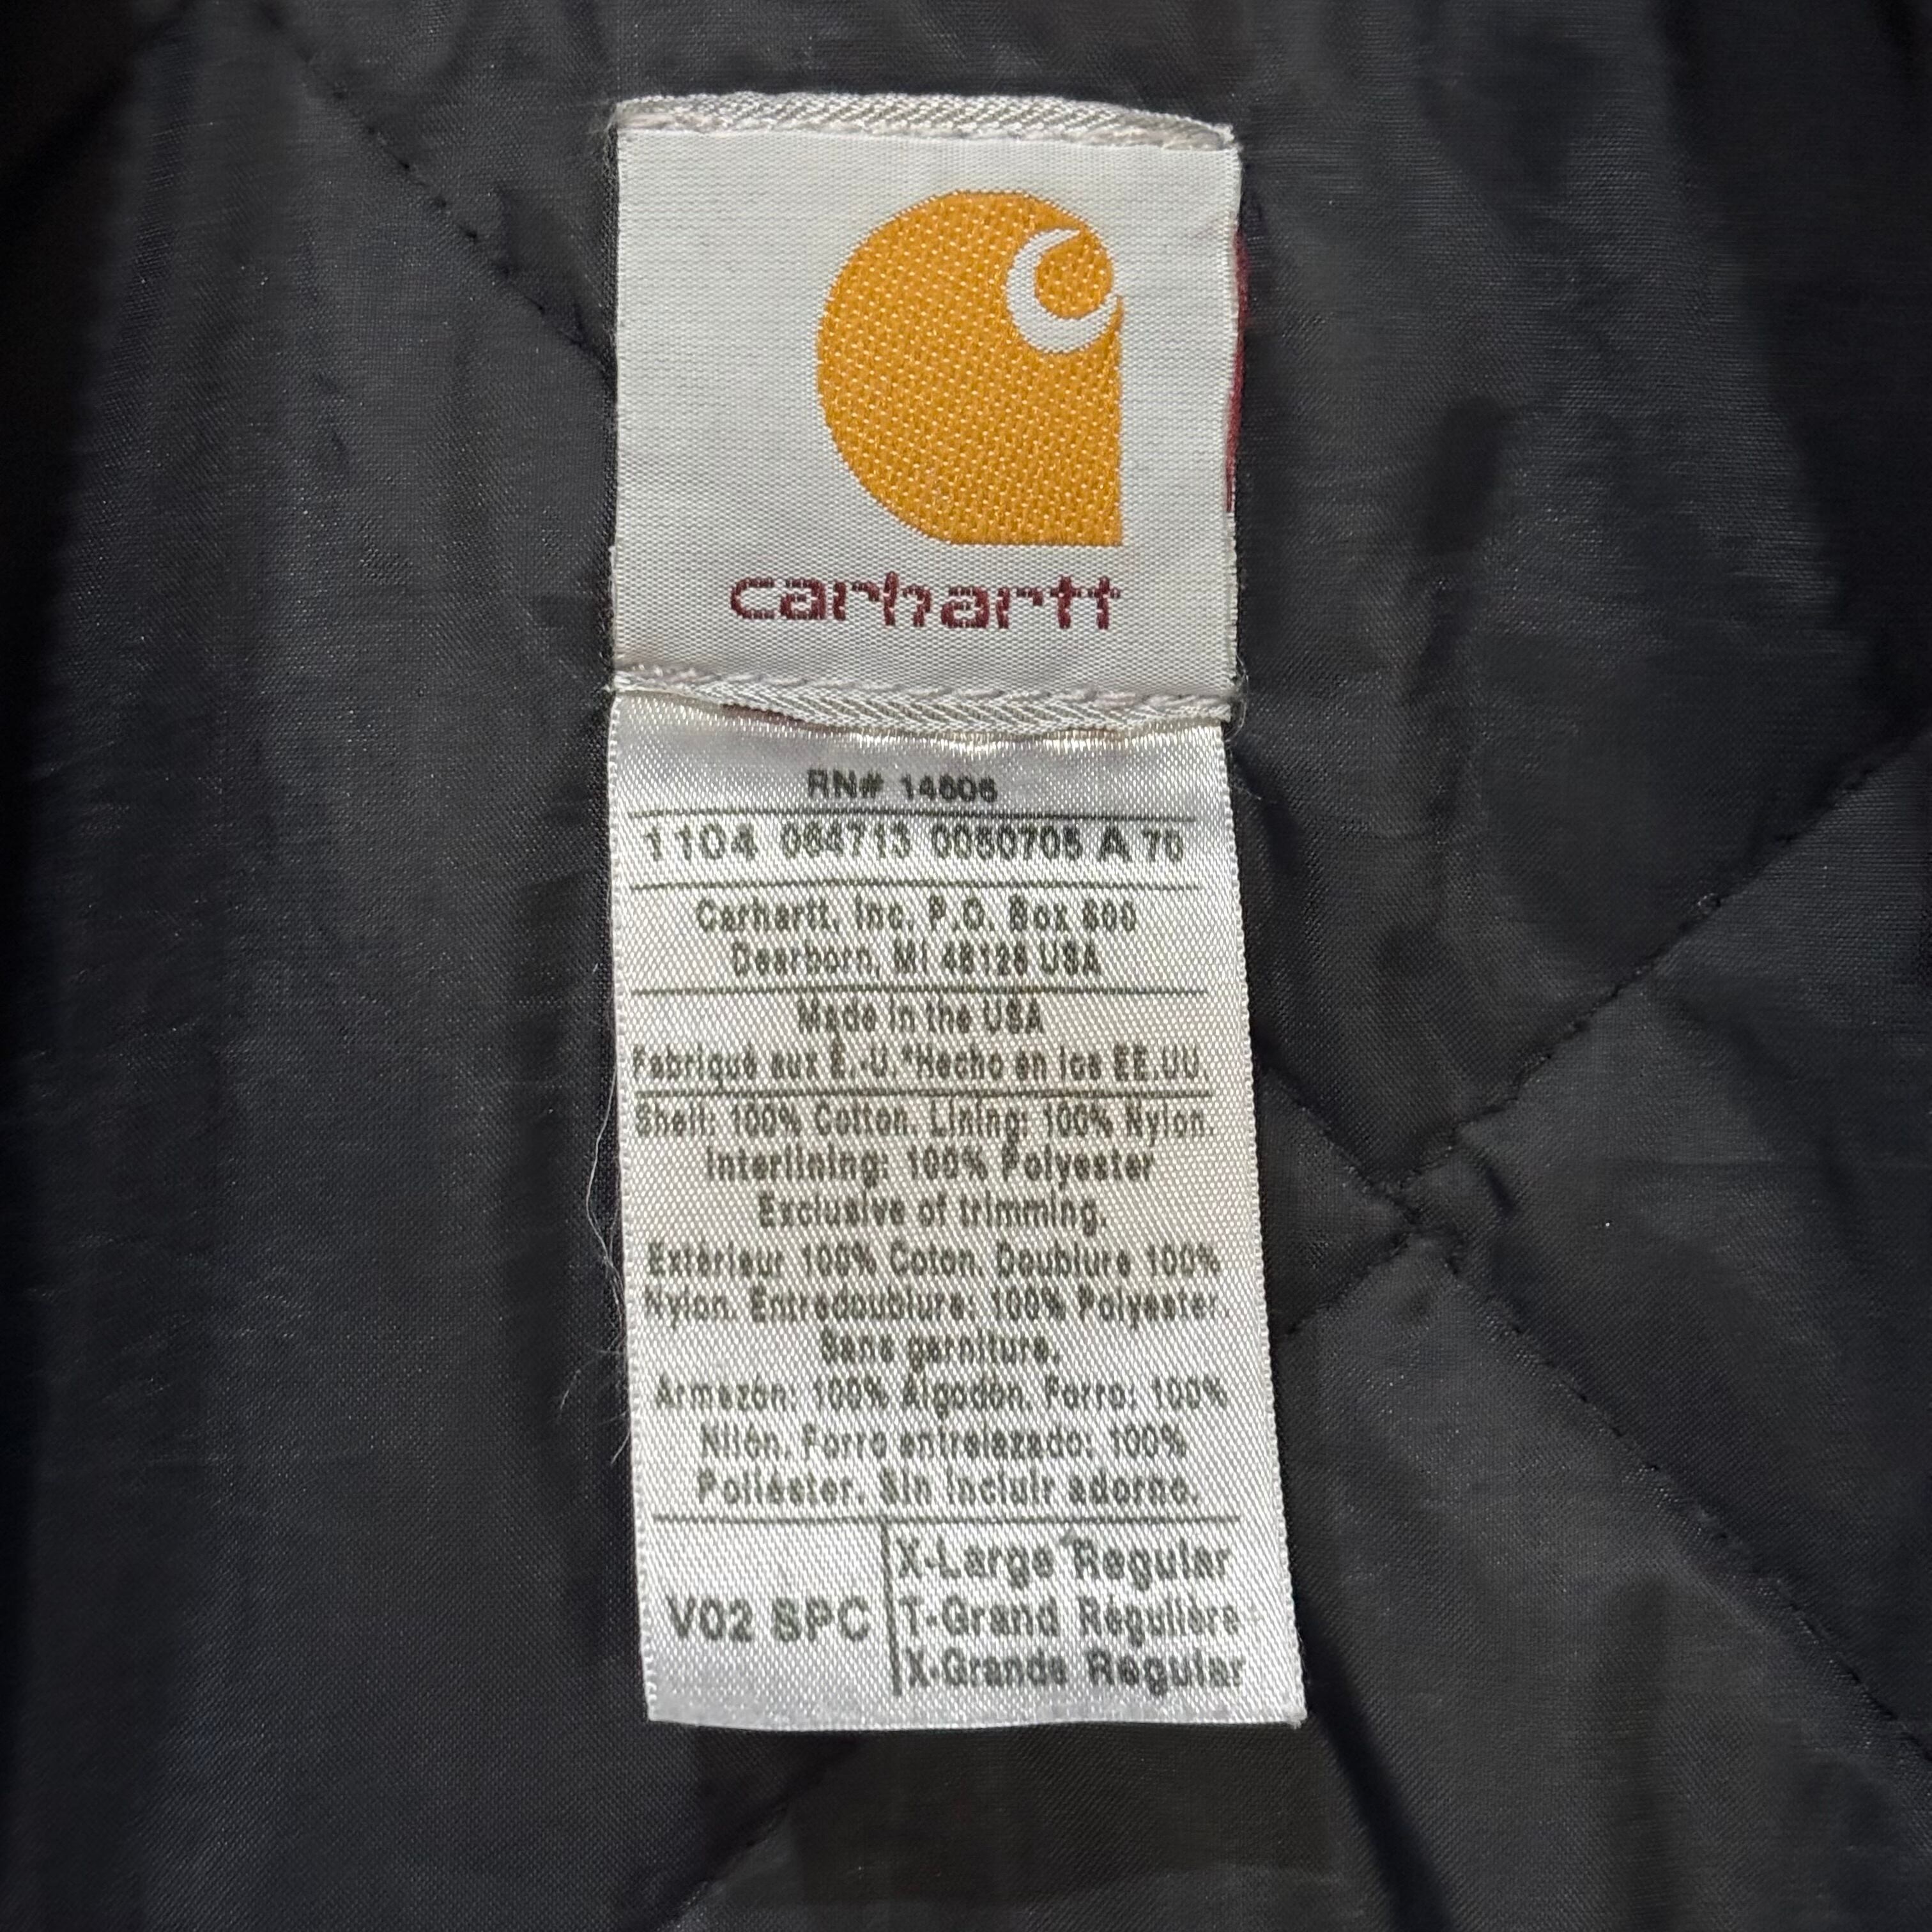 carhartt
RN# 14806
1104 064713 0050705 A 70
Carhartt, Inc. P.O. Box 600
Dearborn, MI 48126 USA
Made in the USA
Fabriqué aux É.-U.*Hecho en los EE.UU.
Shell: 100% Cotton. Lining: 100% Nylon.
Interlining: 100% Polyester
Exclusive of trimming.
Extérieur 100% Coton. Doublure 100%
Nylon. Entredoublure: 100% Polyester.
Sans garniture.
Armazón: 100% Algodón. Forro: 100%
Nilón. Forro entrelazado: 100%
Poliéster. Sin incluir adorno.
V02 SPC
X-Large Regular
T-Grand Régulière
X-Grande Regular